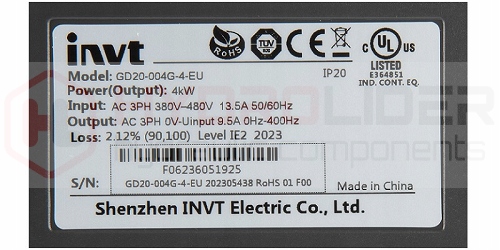 invt
RoHS
TÜV
SÜD
C UL US
LISTED
E364851
IND. CONT. EQ.
Model: GD20-004G-4-EU
IP20
Power(Output): 4kW
Input: AC 3PH 380V-480V 13.5A 50/60Hz
Output: AC 3PH 0V-Uinput 9.5A 0Hz-400Hz
Loss: 2.12% (90,100) Level IE2 2023
F06236051925
S/N: GD20-004G-4-EU 202305438 RoHS 01 F00
Made in China
Shenzhen INVT Electric Co., Ltd.